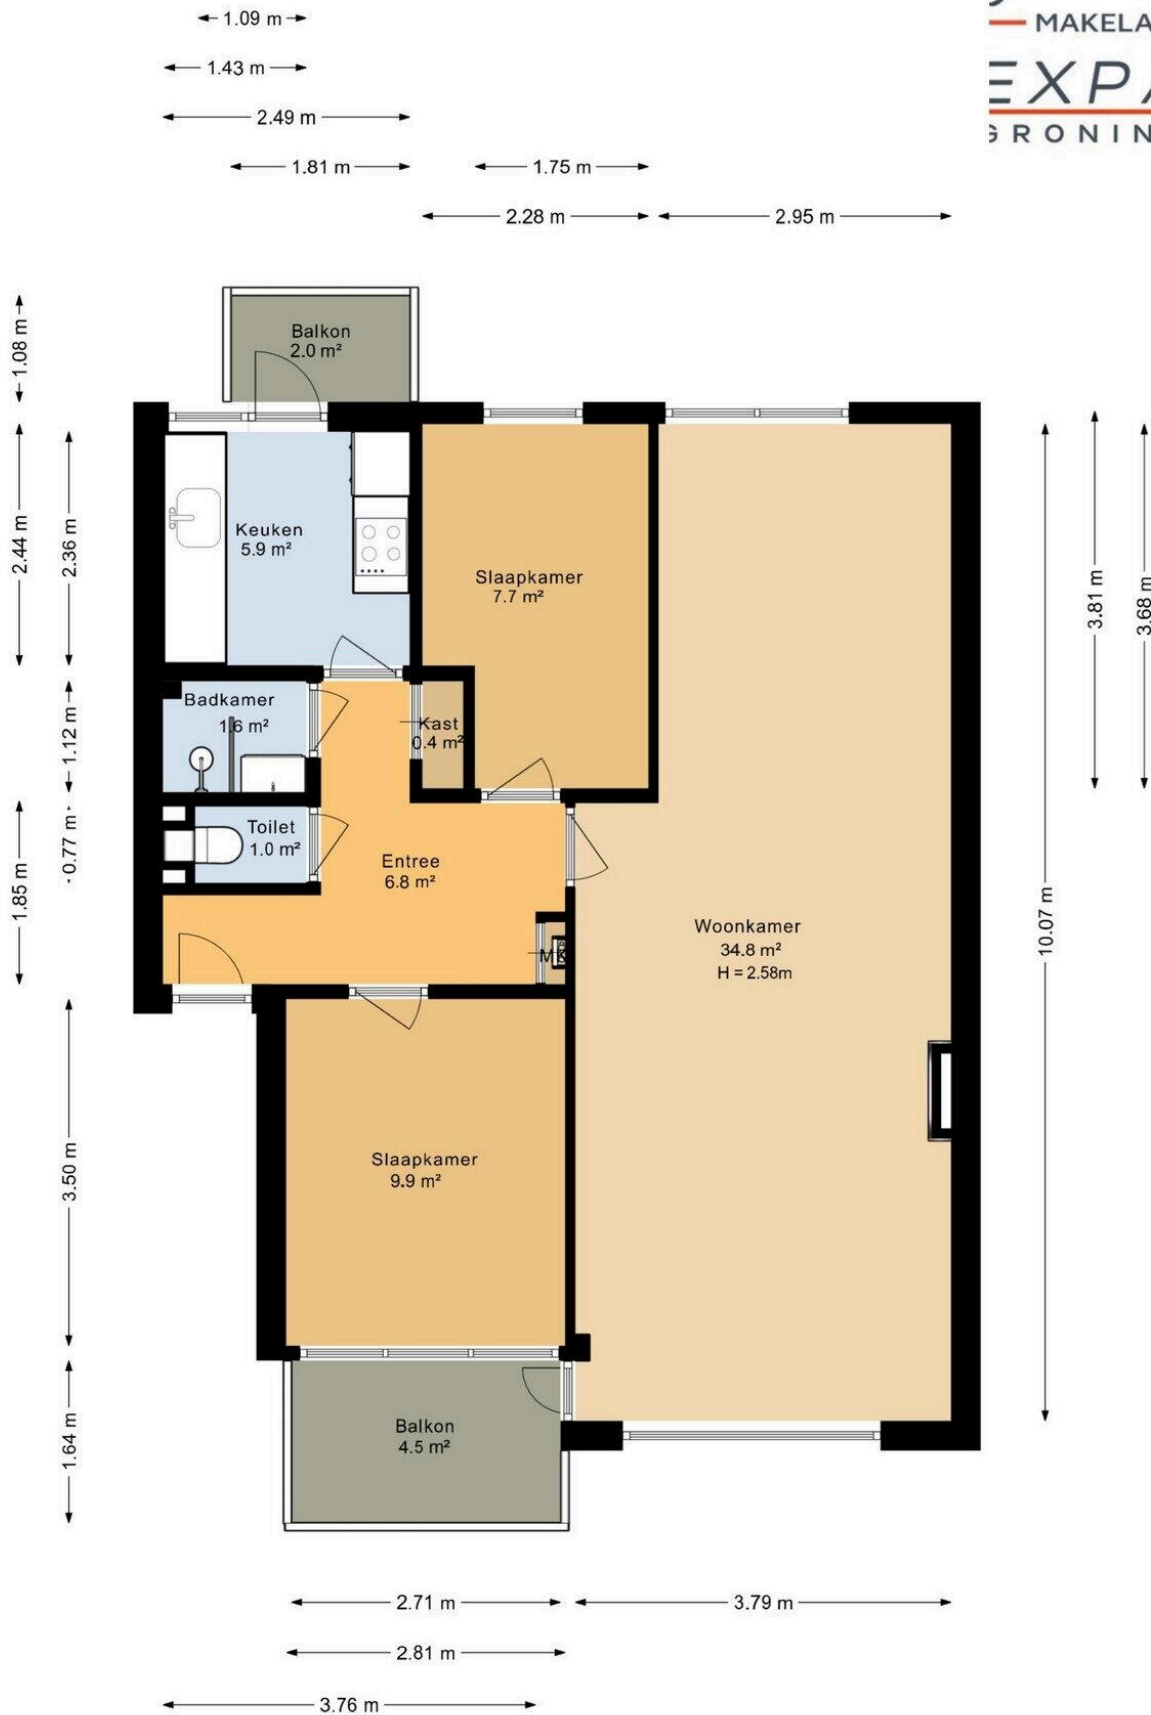 MAKELA
EXPA
GRONIN
1.09 m
1.43 m
2.49 m
1.81 m
1.75 m
2.28 m
2.95 m
1.08 m
2.44 m
2.36 m
1.12 m
0.77 m
1.85 m
3.50 m
1.64 m
Balkon
2.0 m²
Keuken
5.9 m²
Slaapkamer
7.7 m²
Badkamer
1.6 m²
Kast
0.4 m²
Toilet
1.0 m²
Entree
6.8 m²
MK
Woonkamer
34.8 m²
H = 2.58m
Slaapkamer
9.9 m²
Balkon
4.5 m²
3.81 m
3.68 m
10.07 m
2.71 m
3.79 m
2.81 m
3.76 m